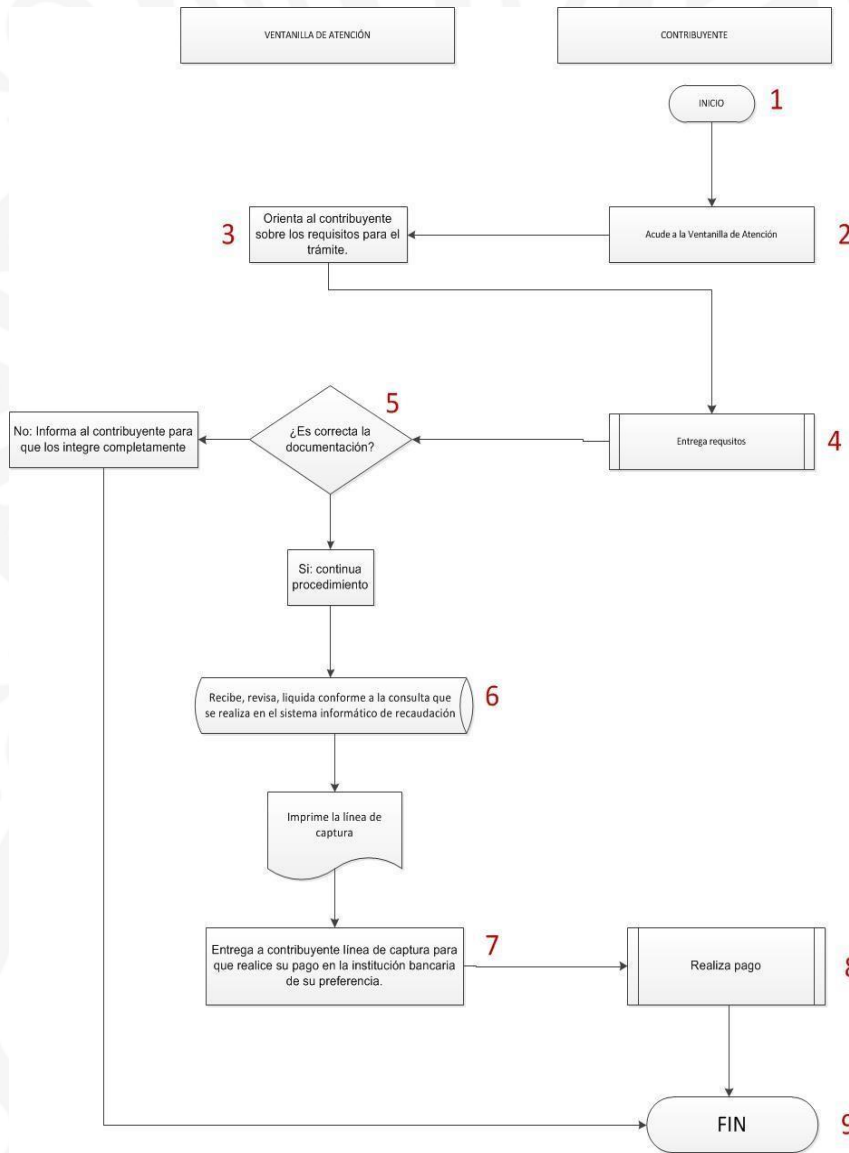 VENTANILLA DE ATENCIÓN
CONTRIBUYENTE
INICIO
1
Acude a la Ventanilla de Atención
2
3
Orienta al contribuyente
sobre los requisitos para el
trámite.
Entrega requsitos
4
5
¿Es correcta la
documentación?
No: Informa al contribuyente para
que los integre completamente
Si: continua
procedimiento
Recibe, revisa, liquida conforme a la consulta que
se realiza en el sistema informático de recaudación
6
Imprime la línea de
captura
Entrega a contribuyente línea de captura para
que realice su pago en la institución bancaria
de su preferencia.
7
Realiza pago
8
FIN
9